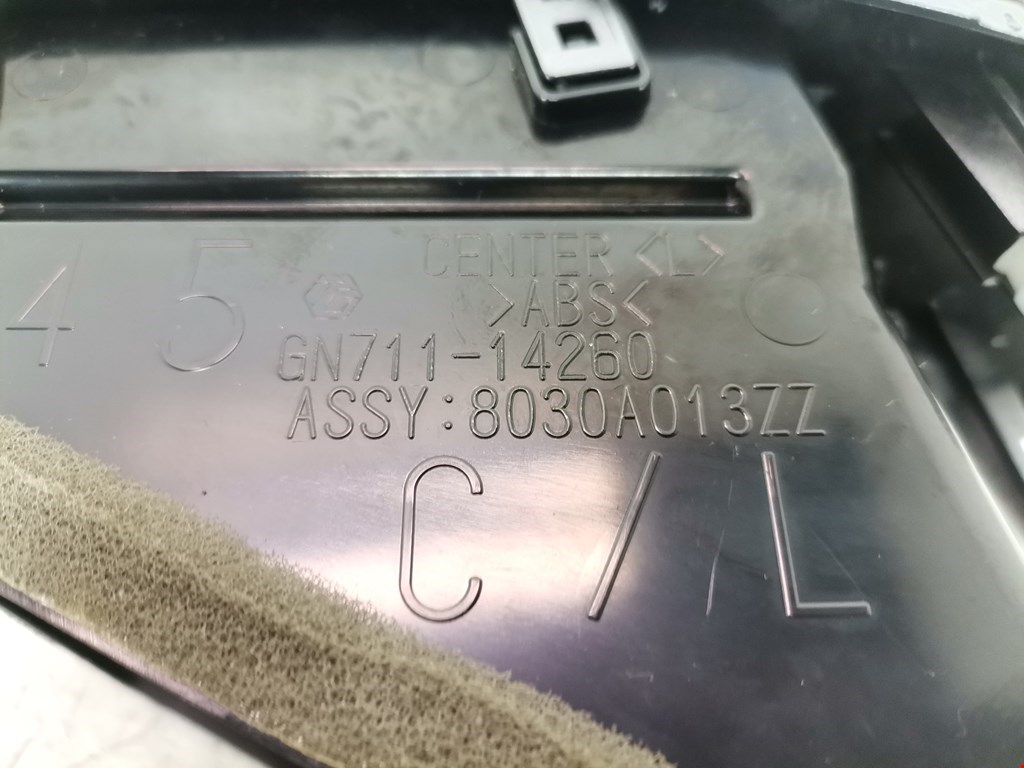 4 5
CENTER <L>
>ABS<
GN711-14260
ASSY:8030A013ZZ
C/L